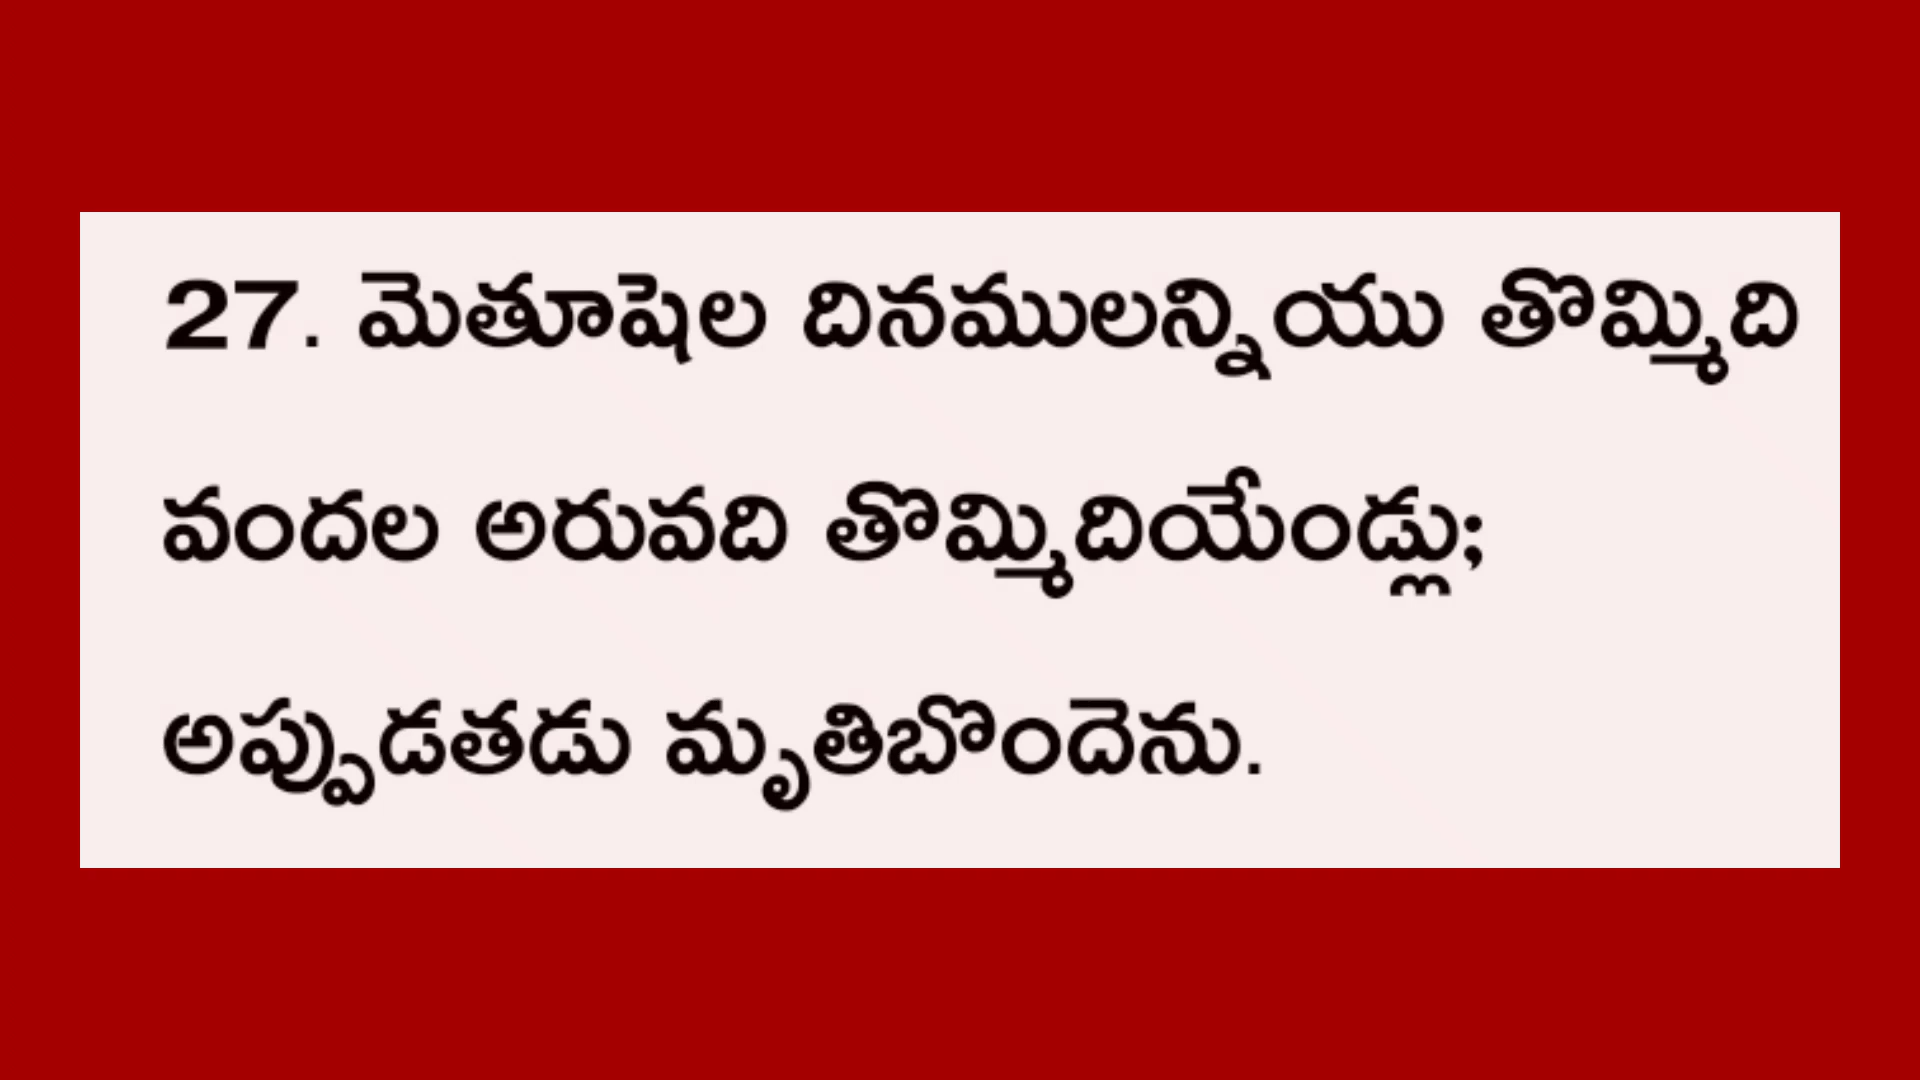 27. మెతూషెల దినములన్నియు తొమ్మిది
వందల అరువది తొమ్మిదియేండ్లు;
అప్పుడతడు మృతిబొందెను.